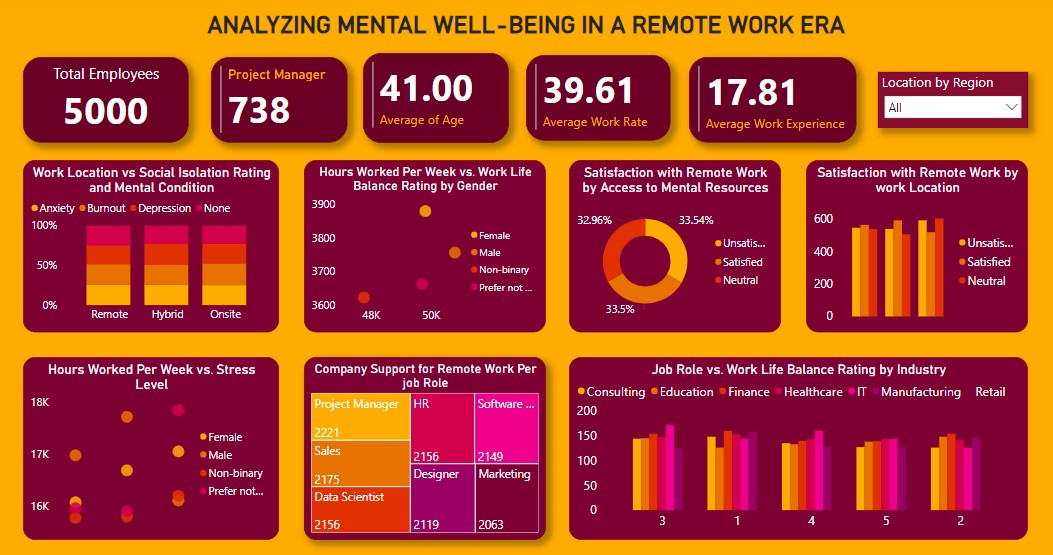 ANALYZING MENTAL WELL-BEING IN A REMOTE WORK ERA
Total Employees
5000
Project Manager
738
41.00
Average of Age
39.61
Average Work Rate
17.81
Average Work Experience
Location by Region
All
Work Location vs Social Isolation Rating
and Mental Condition
Anxiety Burnout Depression None
100%
50%
0%
Remote Hybrid Onsite
Hours Worked Per Week vs. Work Life
Balance Rating by Gender
3900
3800
3700
3600
48K 50K
Female
Male
Non-binary
Prefer not ...
Satisfaction with Remote Work
by Access to Mental Resources
32.96% 33.54%
33.5%
Unsatis...
Satisfied
Neutral
Satisfaction with Remote Work by
work Location
600
400
200
0
Unsatis...
Satisfied
Neutral
Hours Worked Per Week vs. Stress
Level
18K
17K
16K
Female
Male
Non-binary
Prefer not...
Company Support for Remote Work Per
job Role
Project Manager
2221
Sales
2175
Data Scientist
2156
HR
2156
Software ...
2149
Designer
2119
Marketing
2063
Job Role vs. Work Life Balance Rating by Industry
Consulting Education Finance Healthcare IT Manufacturing Retail
200
150
100
50
0
3 1 4 5 2